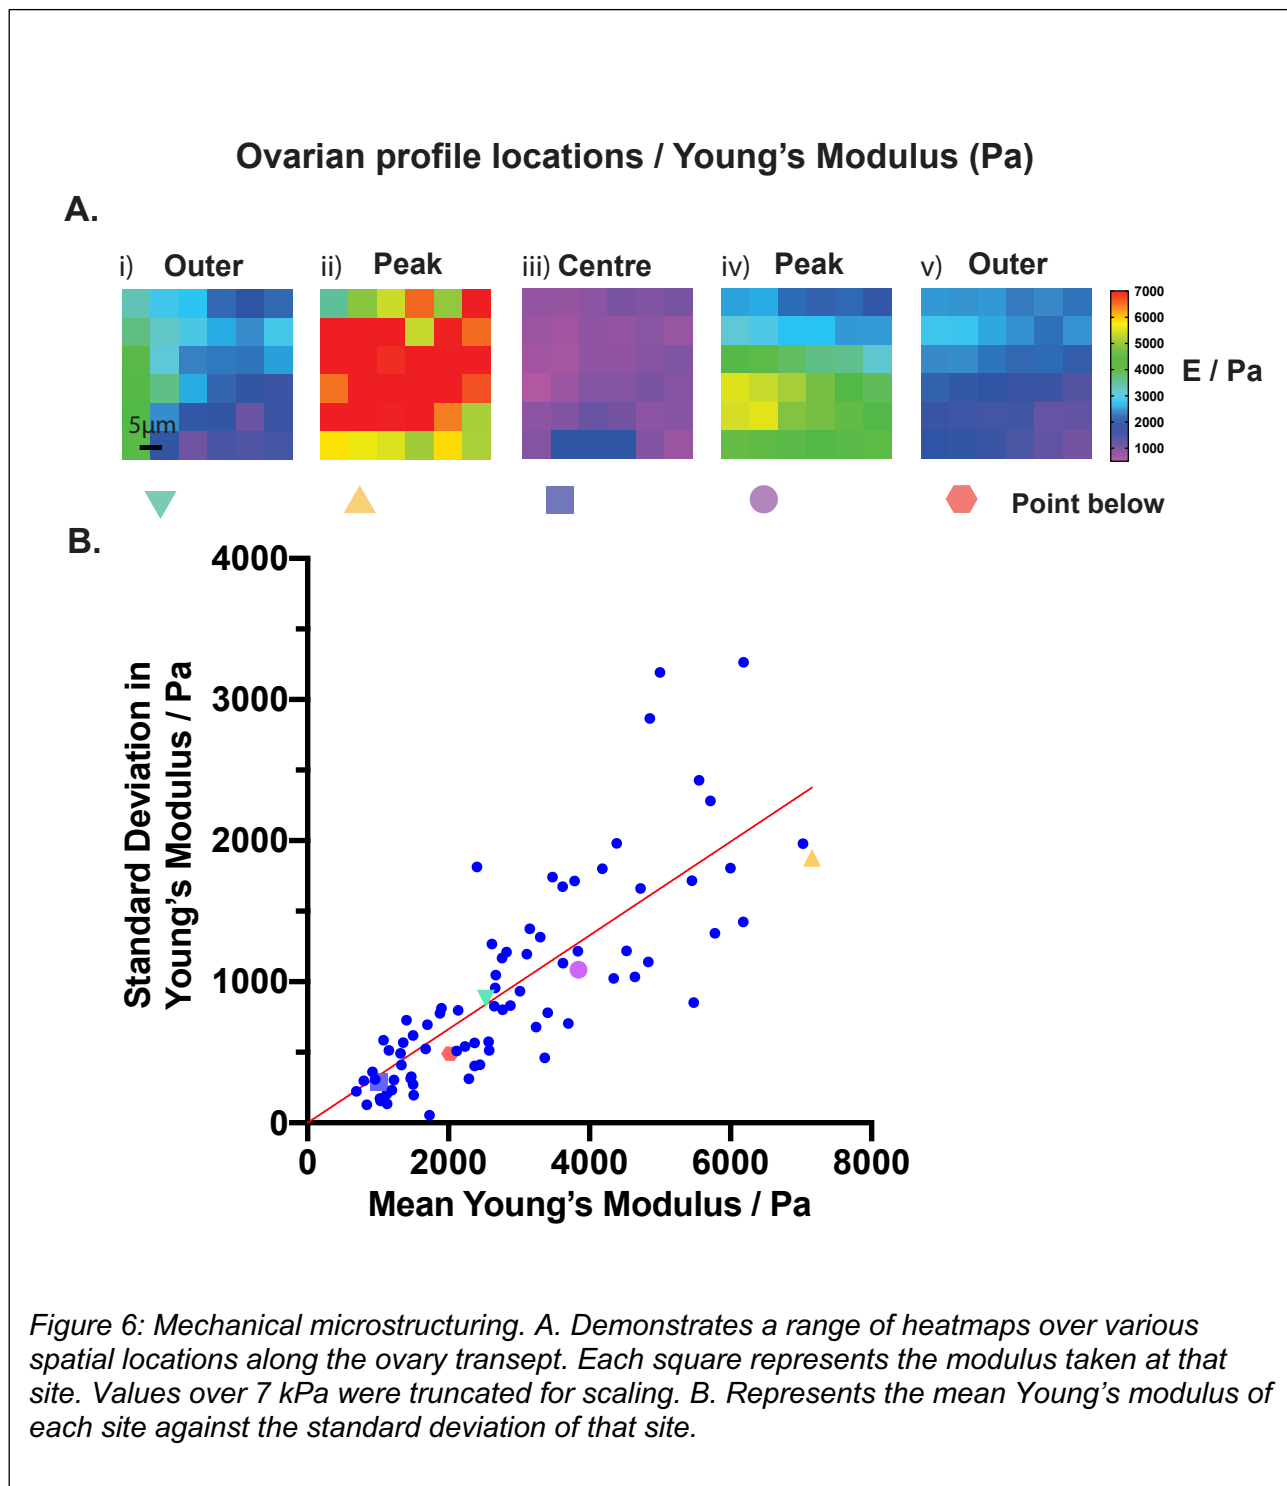 Ovarian profile locations / Young's Modulus (Pa)
A.
i) Outer
ii) Peak
iii) Centre
iv) Peak
v) Outer
7000
6000
5000
4000
3000
2000
1000
E / Pa
5µm
Point below
B.
4000
3000
2000
1000
0
Standard Deviation in
Young's Modulus / Pa
0 2000 4000 6000 8000
Mean Young's Modulus / Pa
Figure 6: Mechanical microstructuring. A. Demonstrates a range of heatmaps over various
spatial locations along the ovary transept. Each square represents the modulus taken at that
site. Values over 7 kPa were truncated for scaling. B. Represents the mean Young's modulus of
each site against the standard deviation of that site.